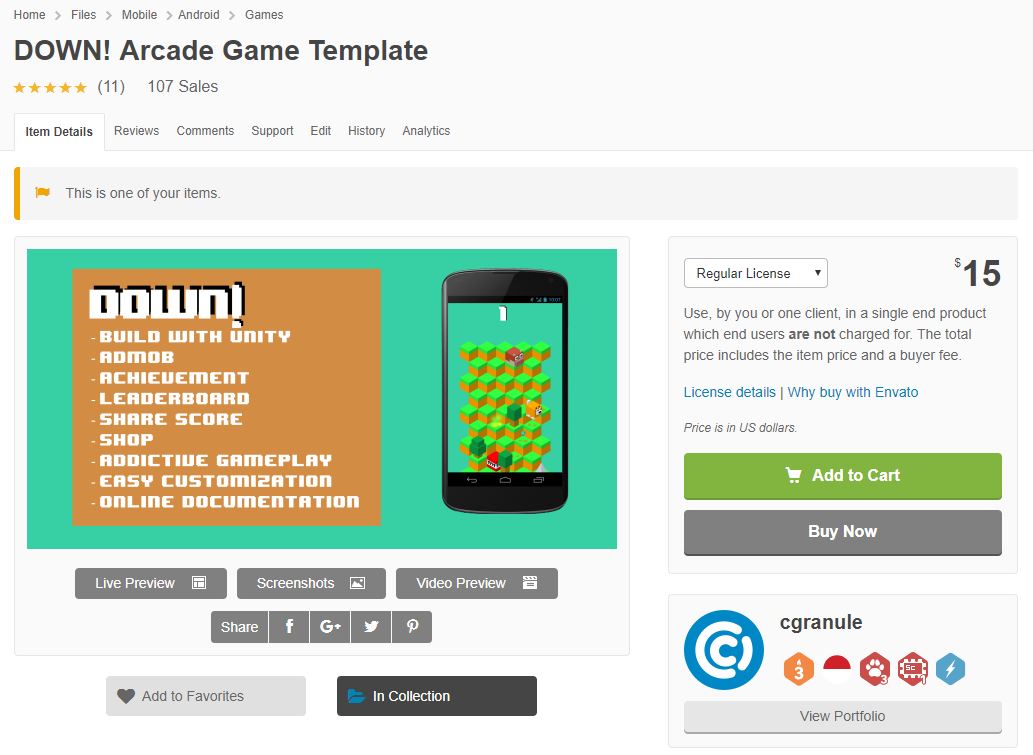 Home > Files > Mobile > Android > Games
DOWN! Arcade Game Template
(11) 107 Sales
Item Details Reviews Comments Support Edit History Analytics
This is one of your items.
DOWN!
- BUILD WITH UNITY
- ADMOB
- ACHIEVEMENT
- LEADERBOARD
- SHARE SCORE
- SHOP
- ADDICTIVE GAMEPLAY
- EASY CUSTOMIZATION
- ONLINE DOCUMENTATION
1
Live Preview Screenshots Video Preview
Share f G+
Add to Favorites In Collection
Regular License $15
Use, by you or one client, in a single end product
which end users are not charged for. The total
price includes the item price and a buyer fee.
License details | Why buy with Envato
Price is in US dollars.
Add to Cart
Buy Now
cgranule
3 3 SC 1
View Portfolio